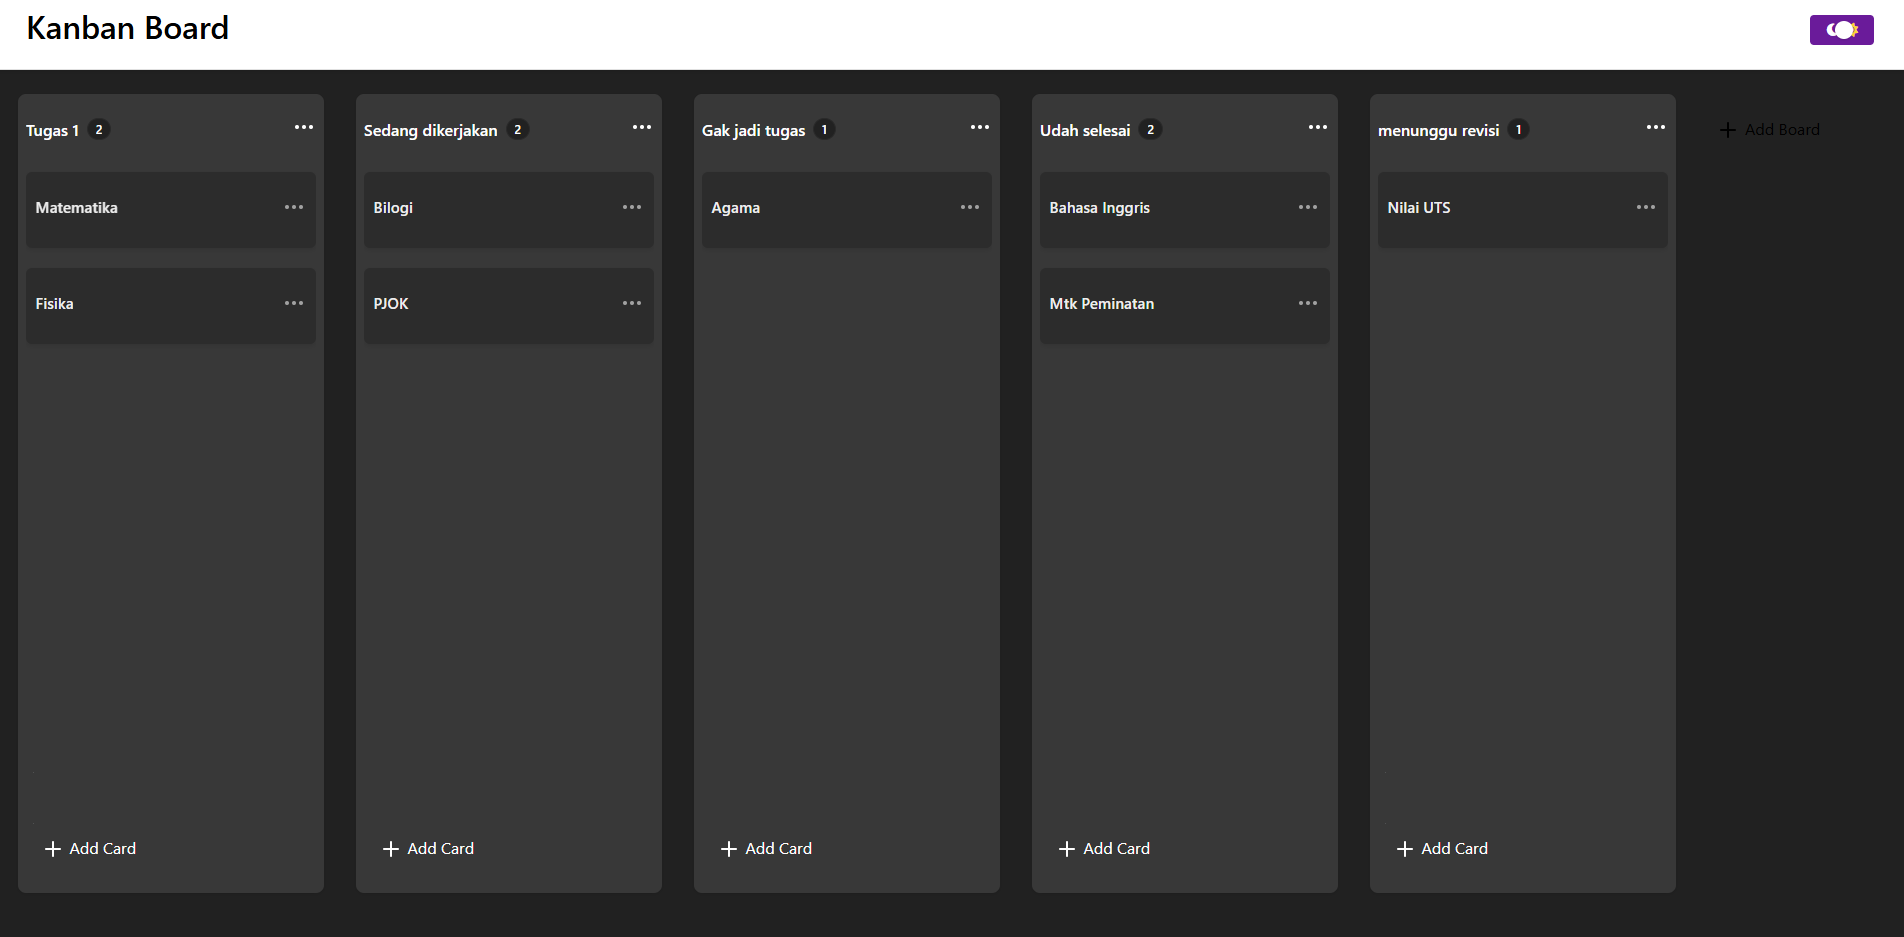 Kanban Board
Tugas 1 2
Matematika
Fisika
Add Card
Sedang dikerjakan 2
Bilogi
PJOK
Add Card
Gak jadi tugas 1
Agama
Add Card
Udah selesai 2
Bahasa Inggris
Mtk Peminatan
Add Card
menunggu revisi 1
Nilai UTS
Add Card
Add Board